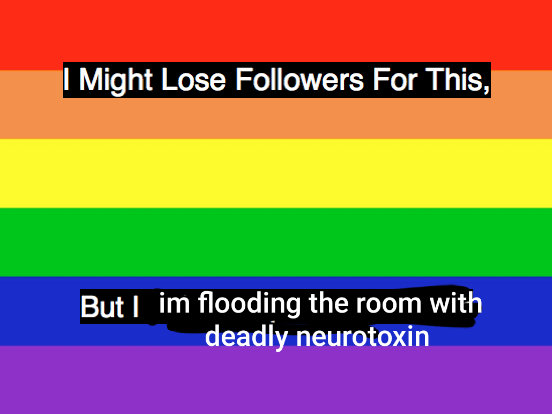 I Might Lose Followers For This,
But I im flooding the room with
deadly neurotoxin